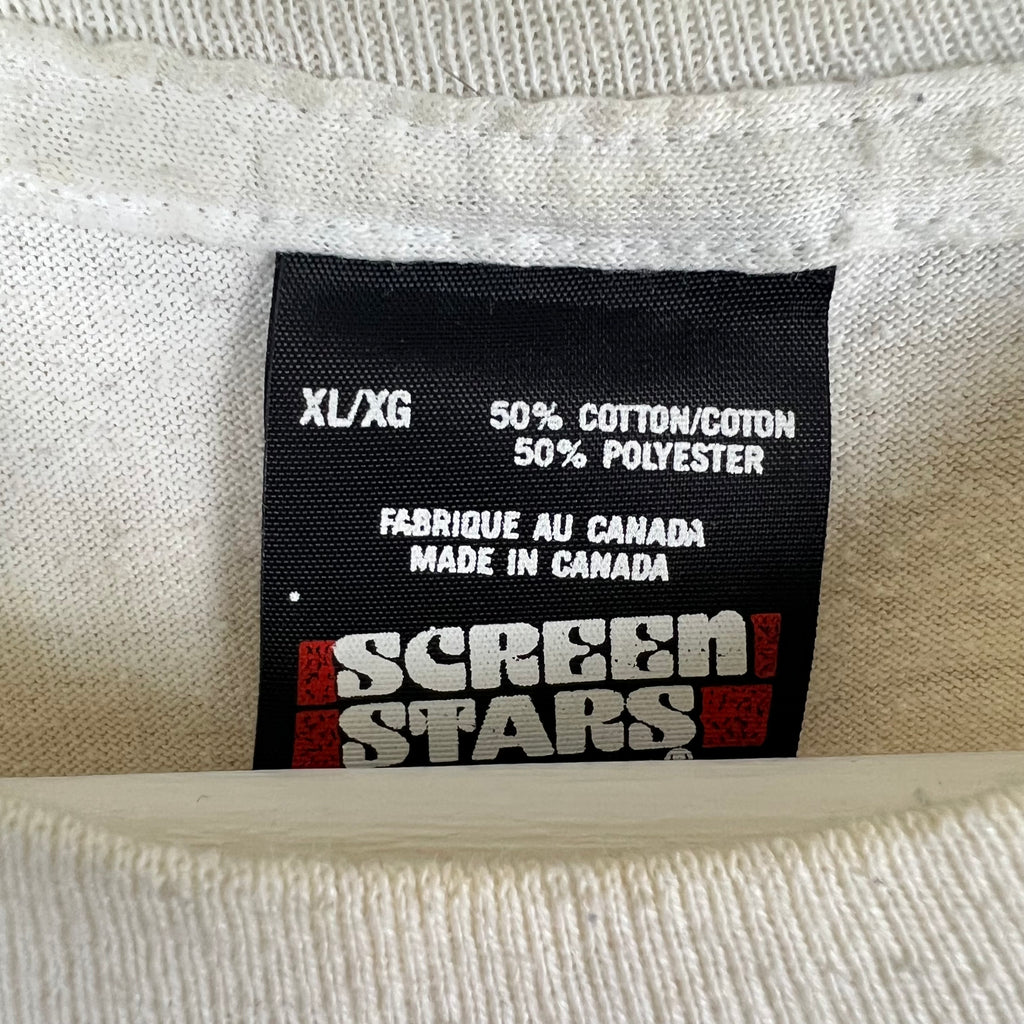 XL/XG
50% COTTON/COTON
50% POLYESTER
FABRIQUE AU CANADA
MADE IN CANADA
SCREEN
STARS
®